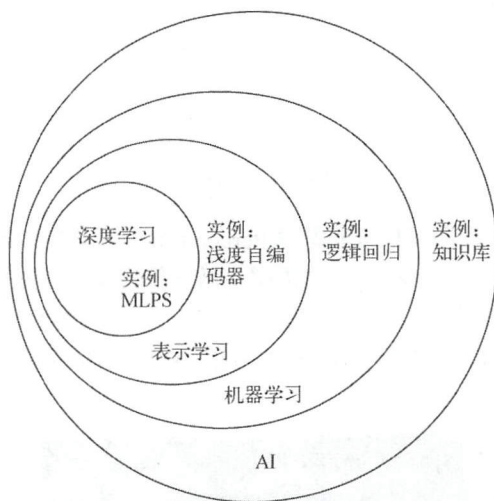 深度学习
实例：
MLPS
实例：
浅度自编
码器
实例：
逻辑回归
实例：
知识库
表示学习
机器学习
AI